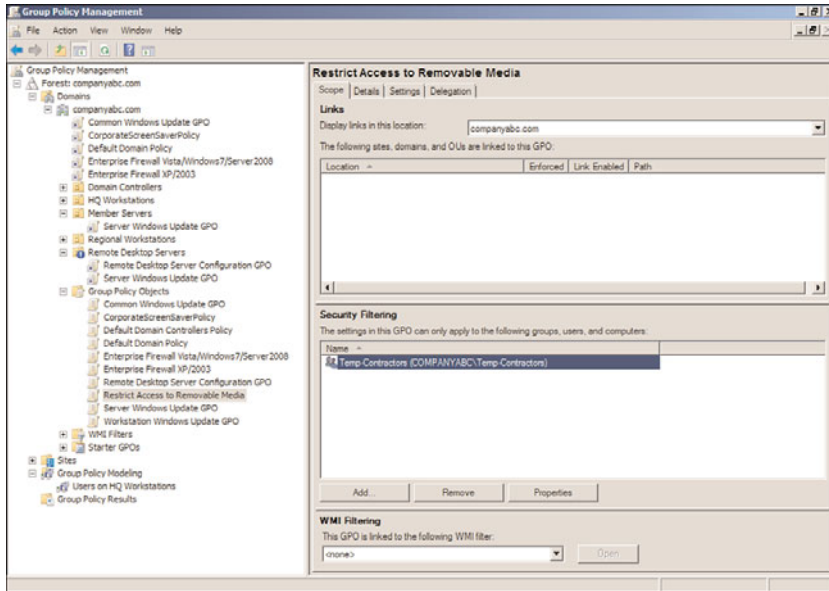 Group Policy Management
File Action View Window Help
Group Policy Management
Forest: companyabc.com
Domains
companyabc.com
Common Windows Update GPO
CorporateScreenSaverPolicy
Default Domain Policy
Enterprise Firewall Vista/Windows7/Server2008
Enterprise Firewall XP/2003
Domain Controllers
HQ Workstations
Member Servers
Server Windows Update GPO
Regional Workstations
Remote Desktop Servers
Remote Desktop Server Configuration GPO
Server Windows Update GPO
Group Policy Objects
Common Windows Update GPO
CorporateScreenSaverPolicy
Default Domain Controllers Policy
Default Domain Policy
Enterprise Firewall Vista/Windows7/Server2008
Enterprise Firewall XP/2003
Remote Desktop Server Configuration GPO
Restrict Access to Removable Media
Server Windows Update GPO
Workstation Windows Update GPO
WMI Filters
Starter GPOs
Sites
Group Policy Modeling
Users on HQ Workstations
Group Policy Results
Restrict Access to Removable Media
Scope Details Settings Delegation
Links
Display links in this location: companyabc.com
The following sites, domains, and OUs are linked to this GPO:
Location Enforced Link Enabled Path
Security Filtering
The settings in this GPO can only apply to the following groups, users, and computers:
Name
Temp-Contractors (COMPANYABC\Temp-Contractors)
Add... Remove Properties
WMI Filtering
This GPO is linked to the following WMI filter:
<none> Open